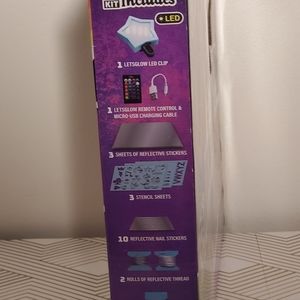 KIT Includes
LED
1 LETSGLOW LED CLIP
1 LETSGLOW REMOTE CONTROL &
MICRO-USB CHARGING CABLE
3 SHEETS OF REFLECTIVE STICKERS
VWXYZ
3 STENCIL SHEETS
10 REFLECTIVE NAIL STICKERS
2 ROLLS OF REFLECTIVE THREAD